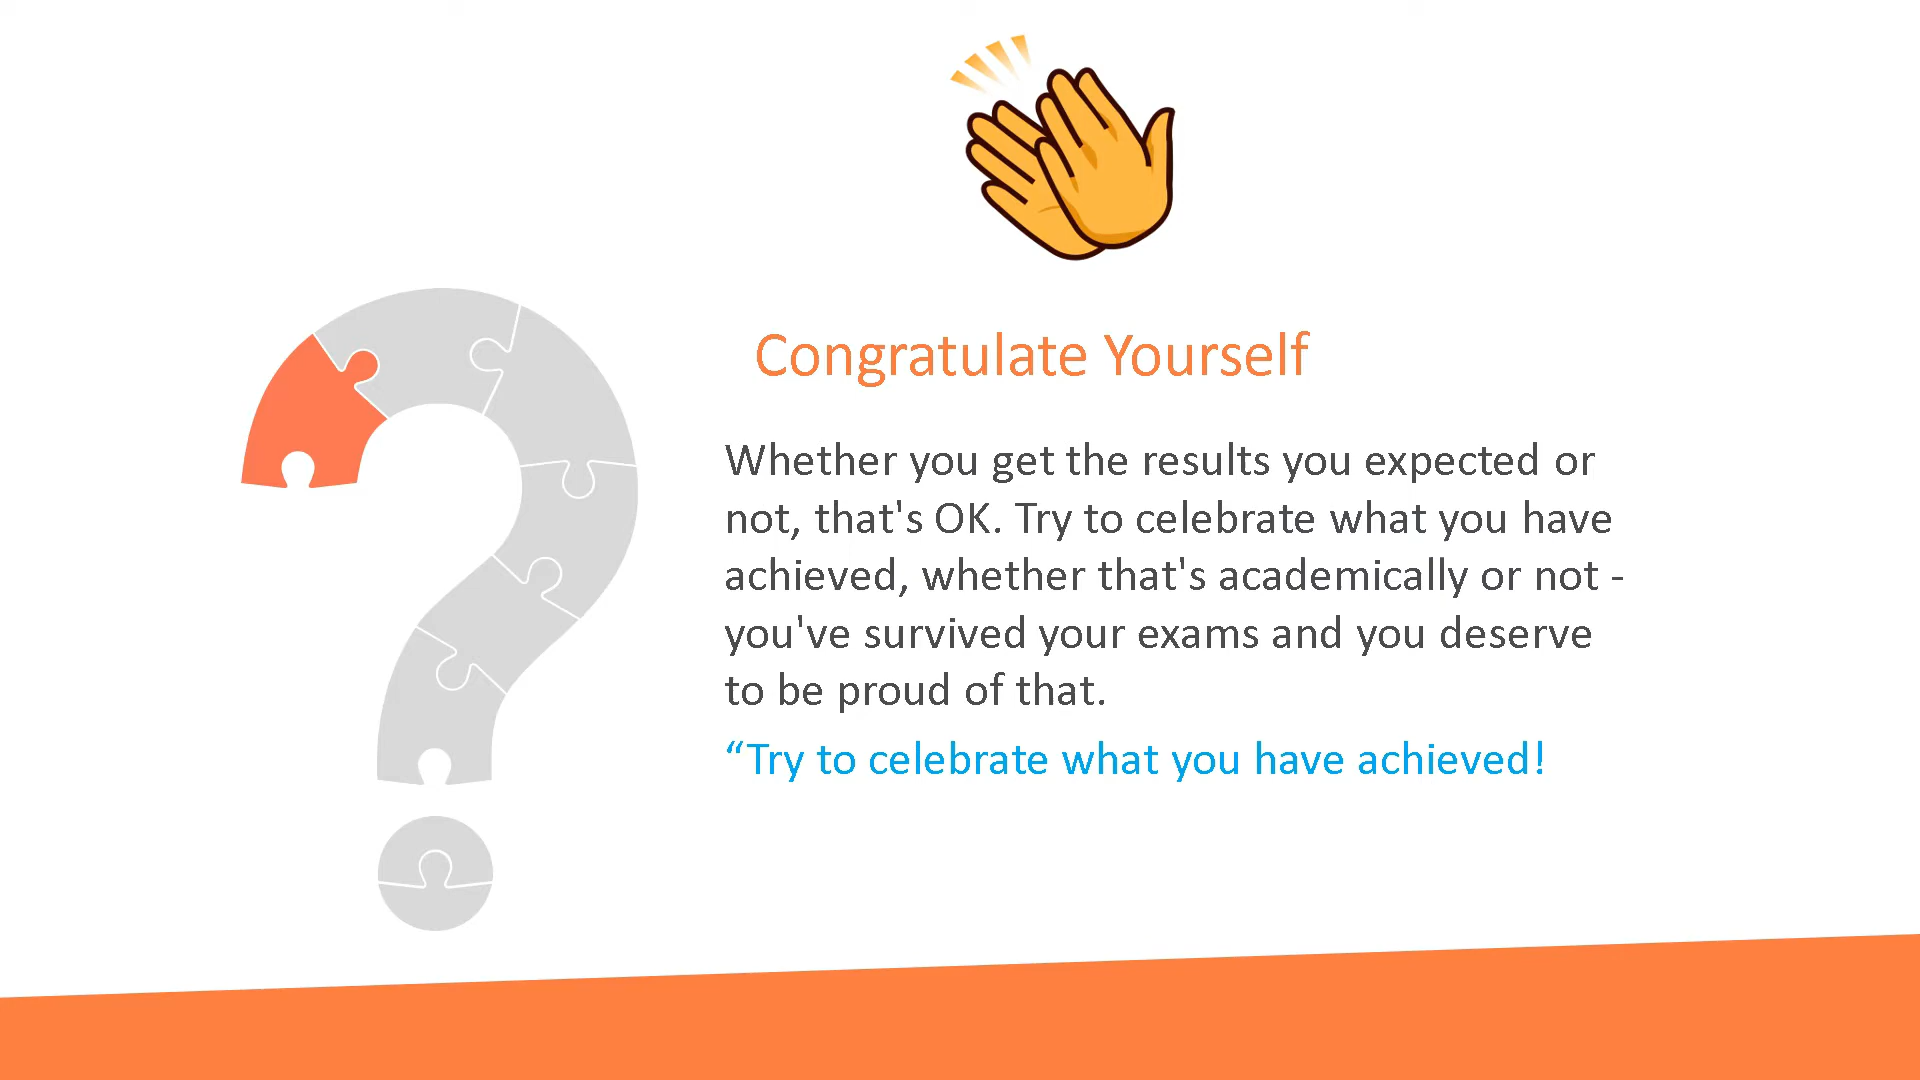 Congratulate Yourself
Whether you get the results you expected or
not, that's OK. Try to celebrate what you have
achieved, whether that's academically or not -
you've survived your exams and you deserve
to be proud of that.
“Try to celebrate what you have achieved!